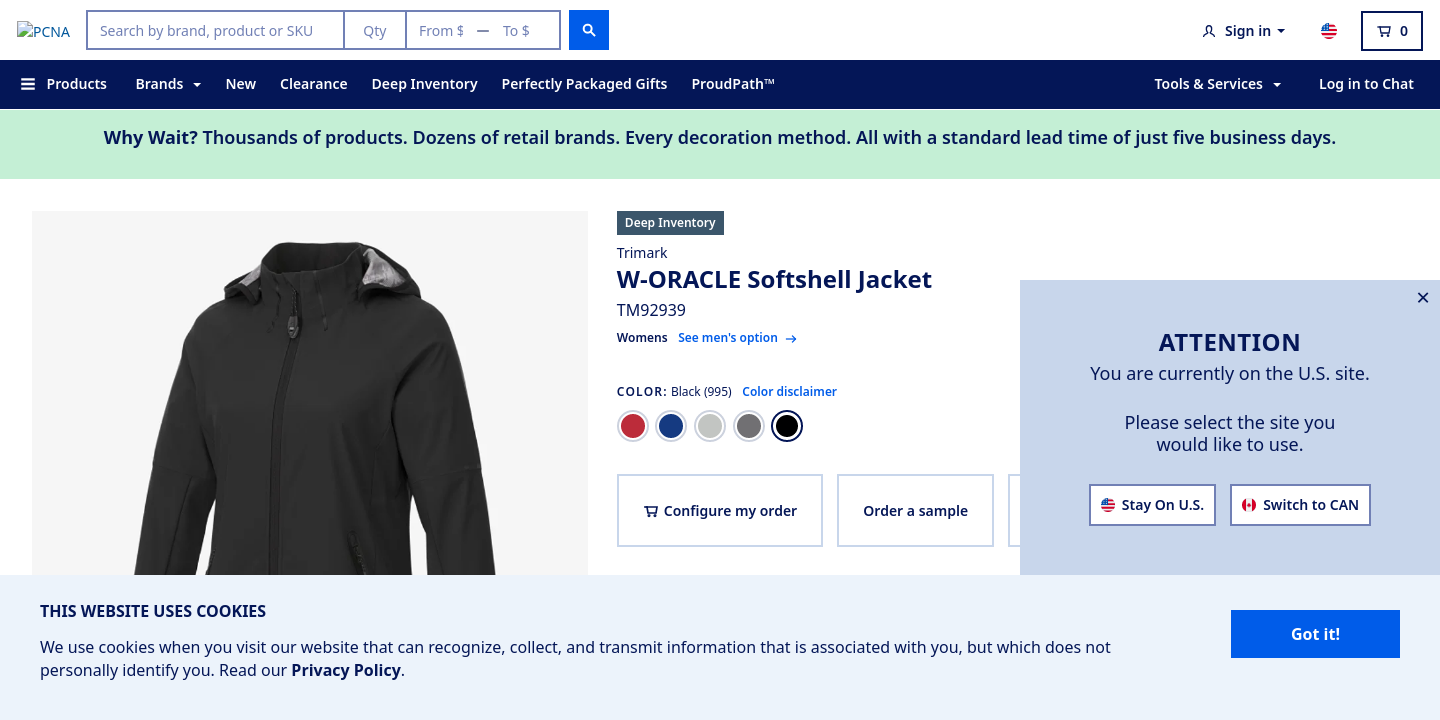 PCNA
Search by brand, product or SKU
Qty
From $ — To $
Sign in
0
Products
Brands
New
Clearance
Deep Inventory
Perfectly Packaged Gifts
ProudPath™
Tools & Services
Log in to Chat
Why Wait? Thousands of products. Dozens of retail brands. Every decoration method. All with a standard lead time of just five business days.
Deep Inventory
Trimark
W-ORACLE Softshell Jacket
TM92939
Womens See men's option →
COLOR: Black (995) Color disclaimer
Configure my order
Order a sample
ATTENTION
You are currently on the U.S. site.
Please select the site you
would like to use.
Stay On U.S.
Switch to CAN
THIS WEBSITE USES COOKIES
We use cookies when you visit our website that can recognize, collect, and transmit information that is associated with you, but which does not
personally identify you. Read our Privacy Policy.
Got it!